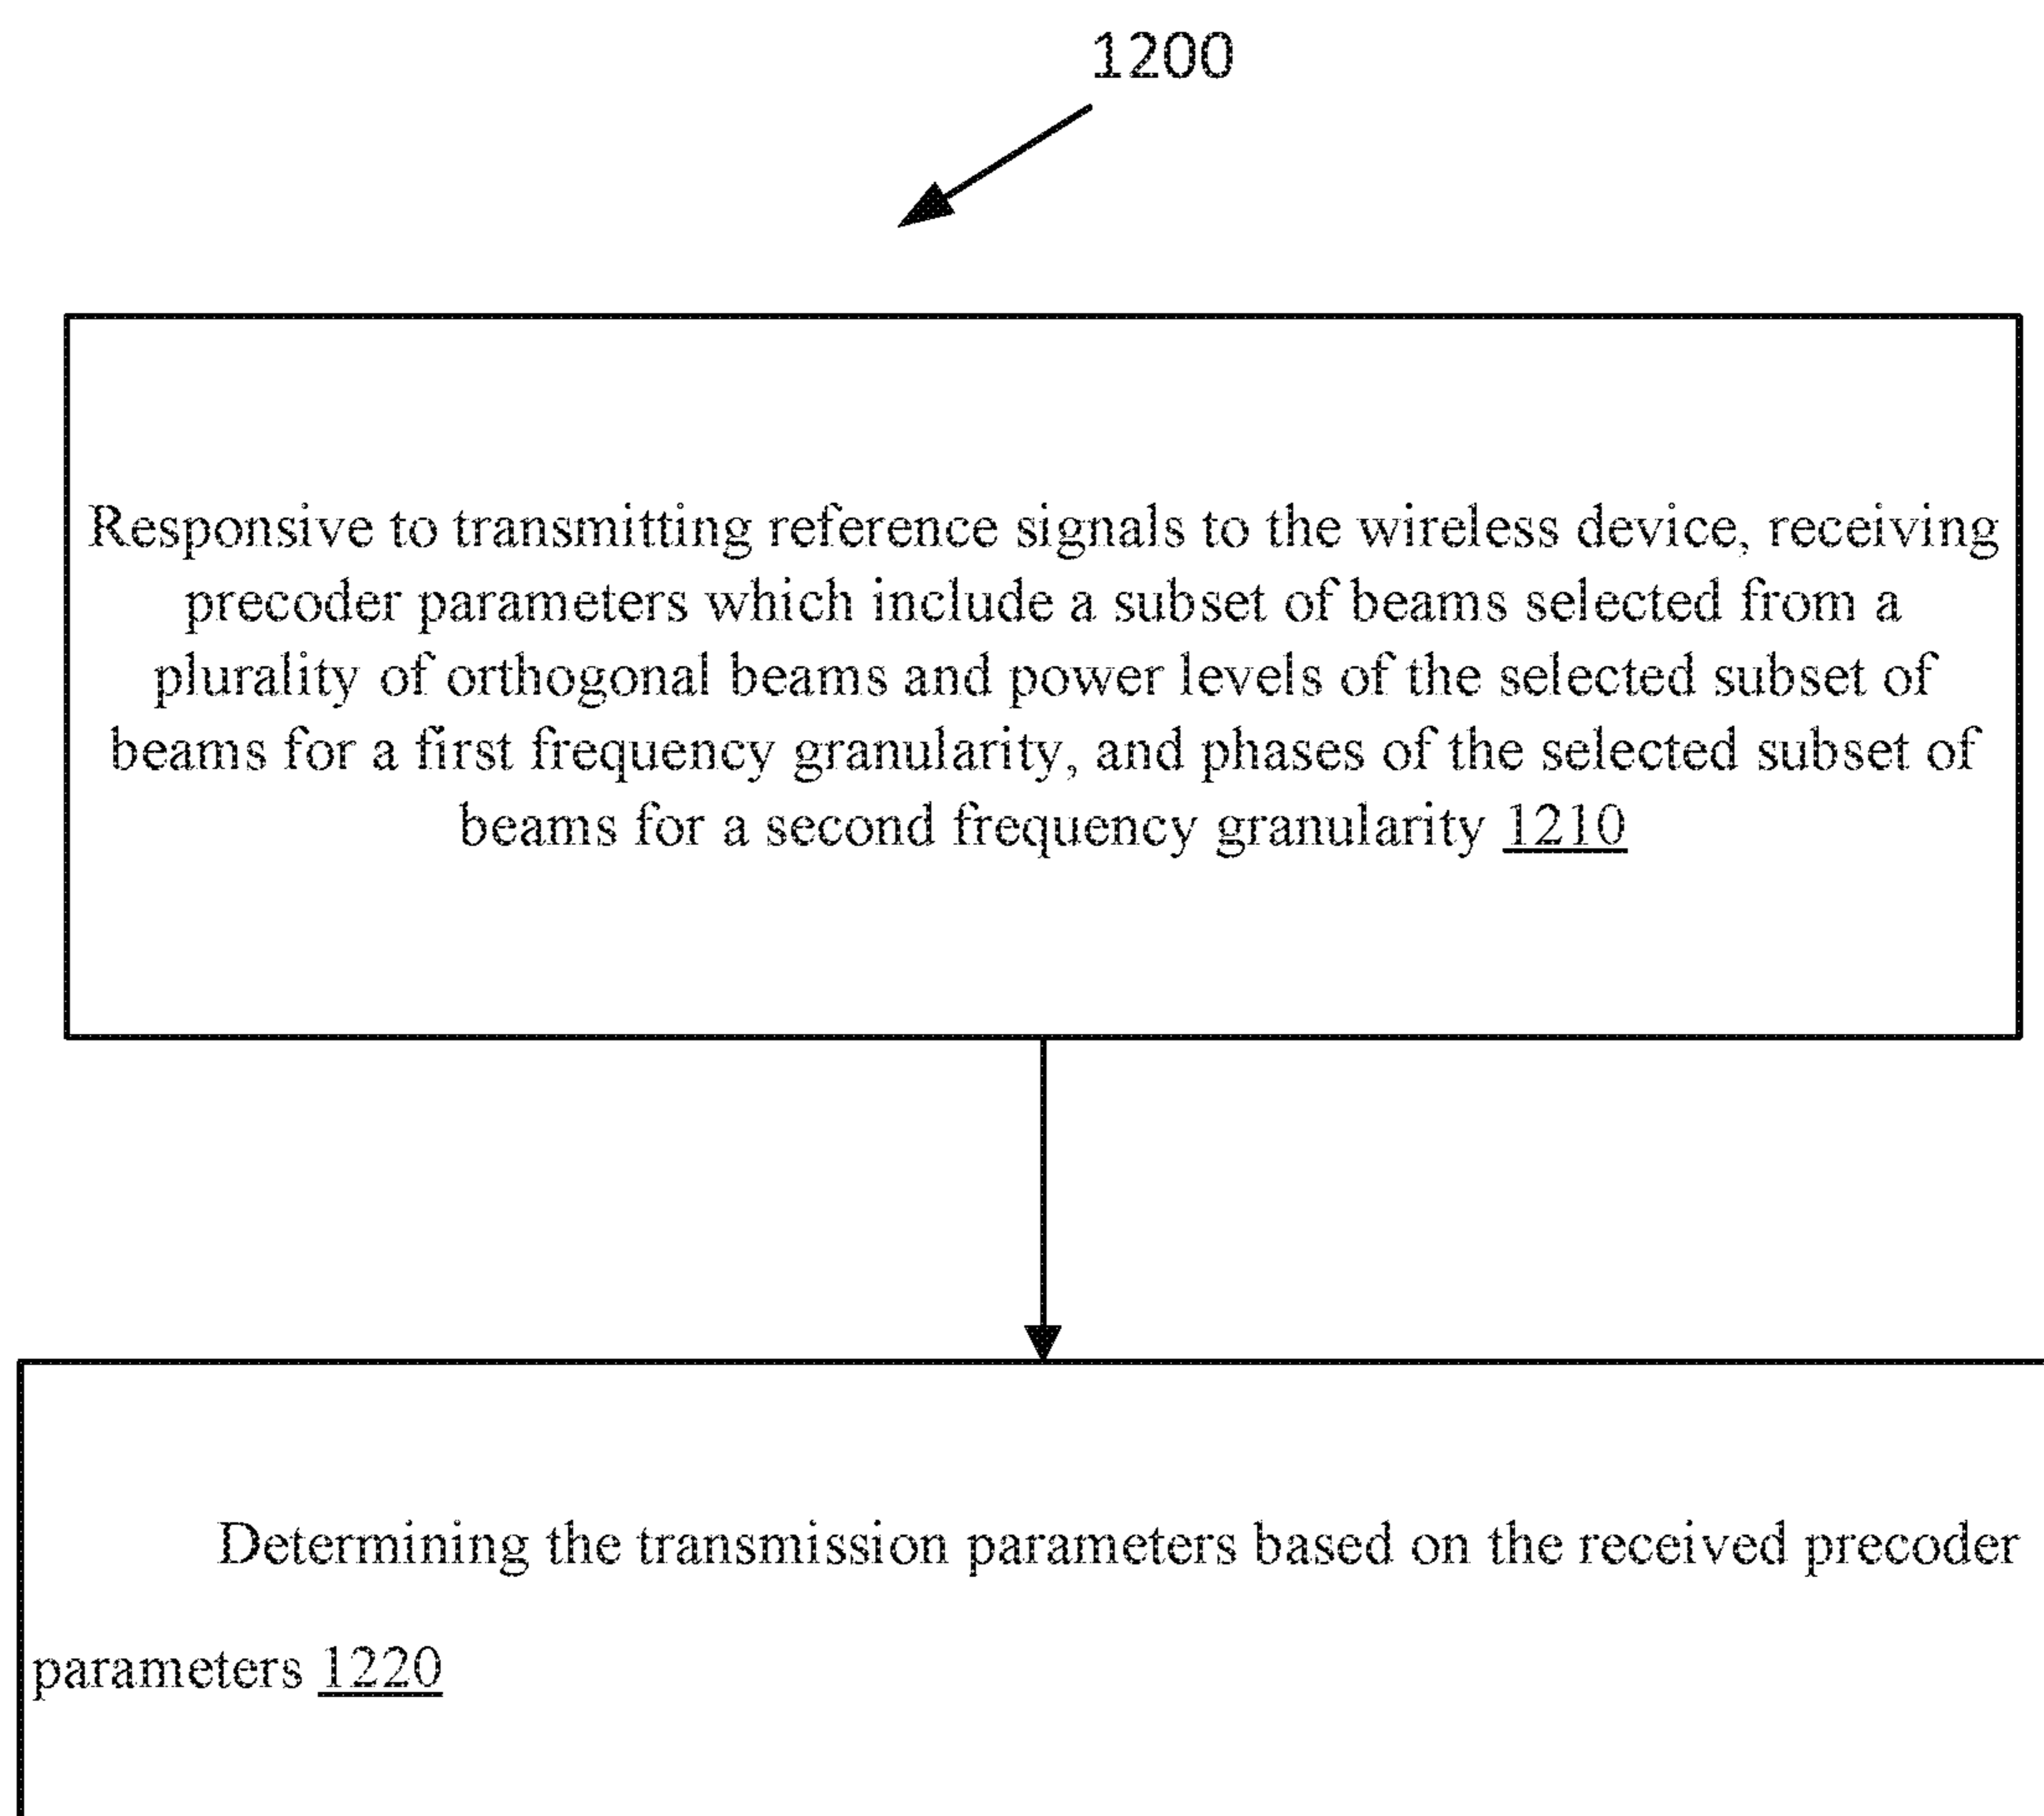 1200
Responsive to transmitting reference signals to the wireless device, receiving
precoder parameters which include a subset of beams selected from a
plurality of orthogonal beams and power levels of the selected subset of
beams for a first frequency granularity, and phases of the selected subset of
beams for a second frequency granularity 1210
Determining the transmission parameters based on the received precoder
parameters 1220